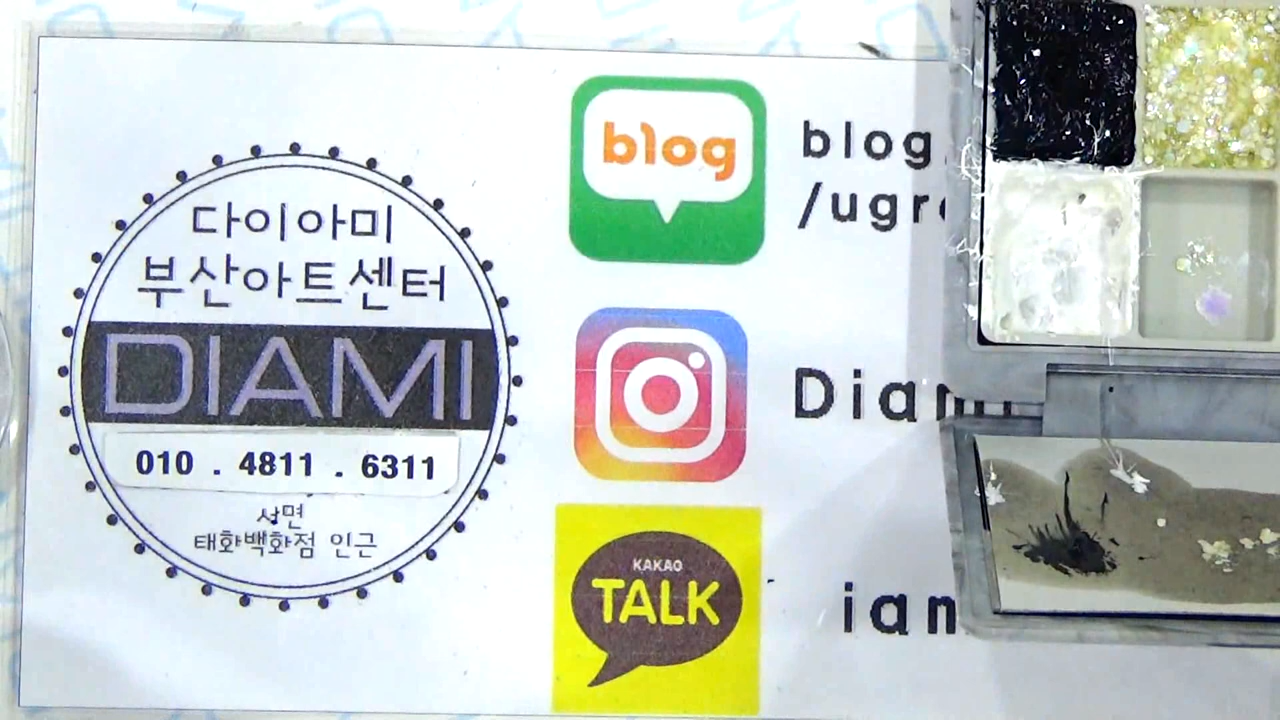 다이아미
부산아트센터
DIAMI
010 . 4811 . 6311
서면
태화백화점 인근
blog
blog.
/ugr
Diami
KAKAO
TALK
iam